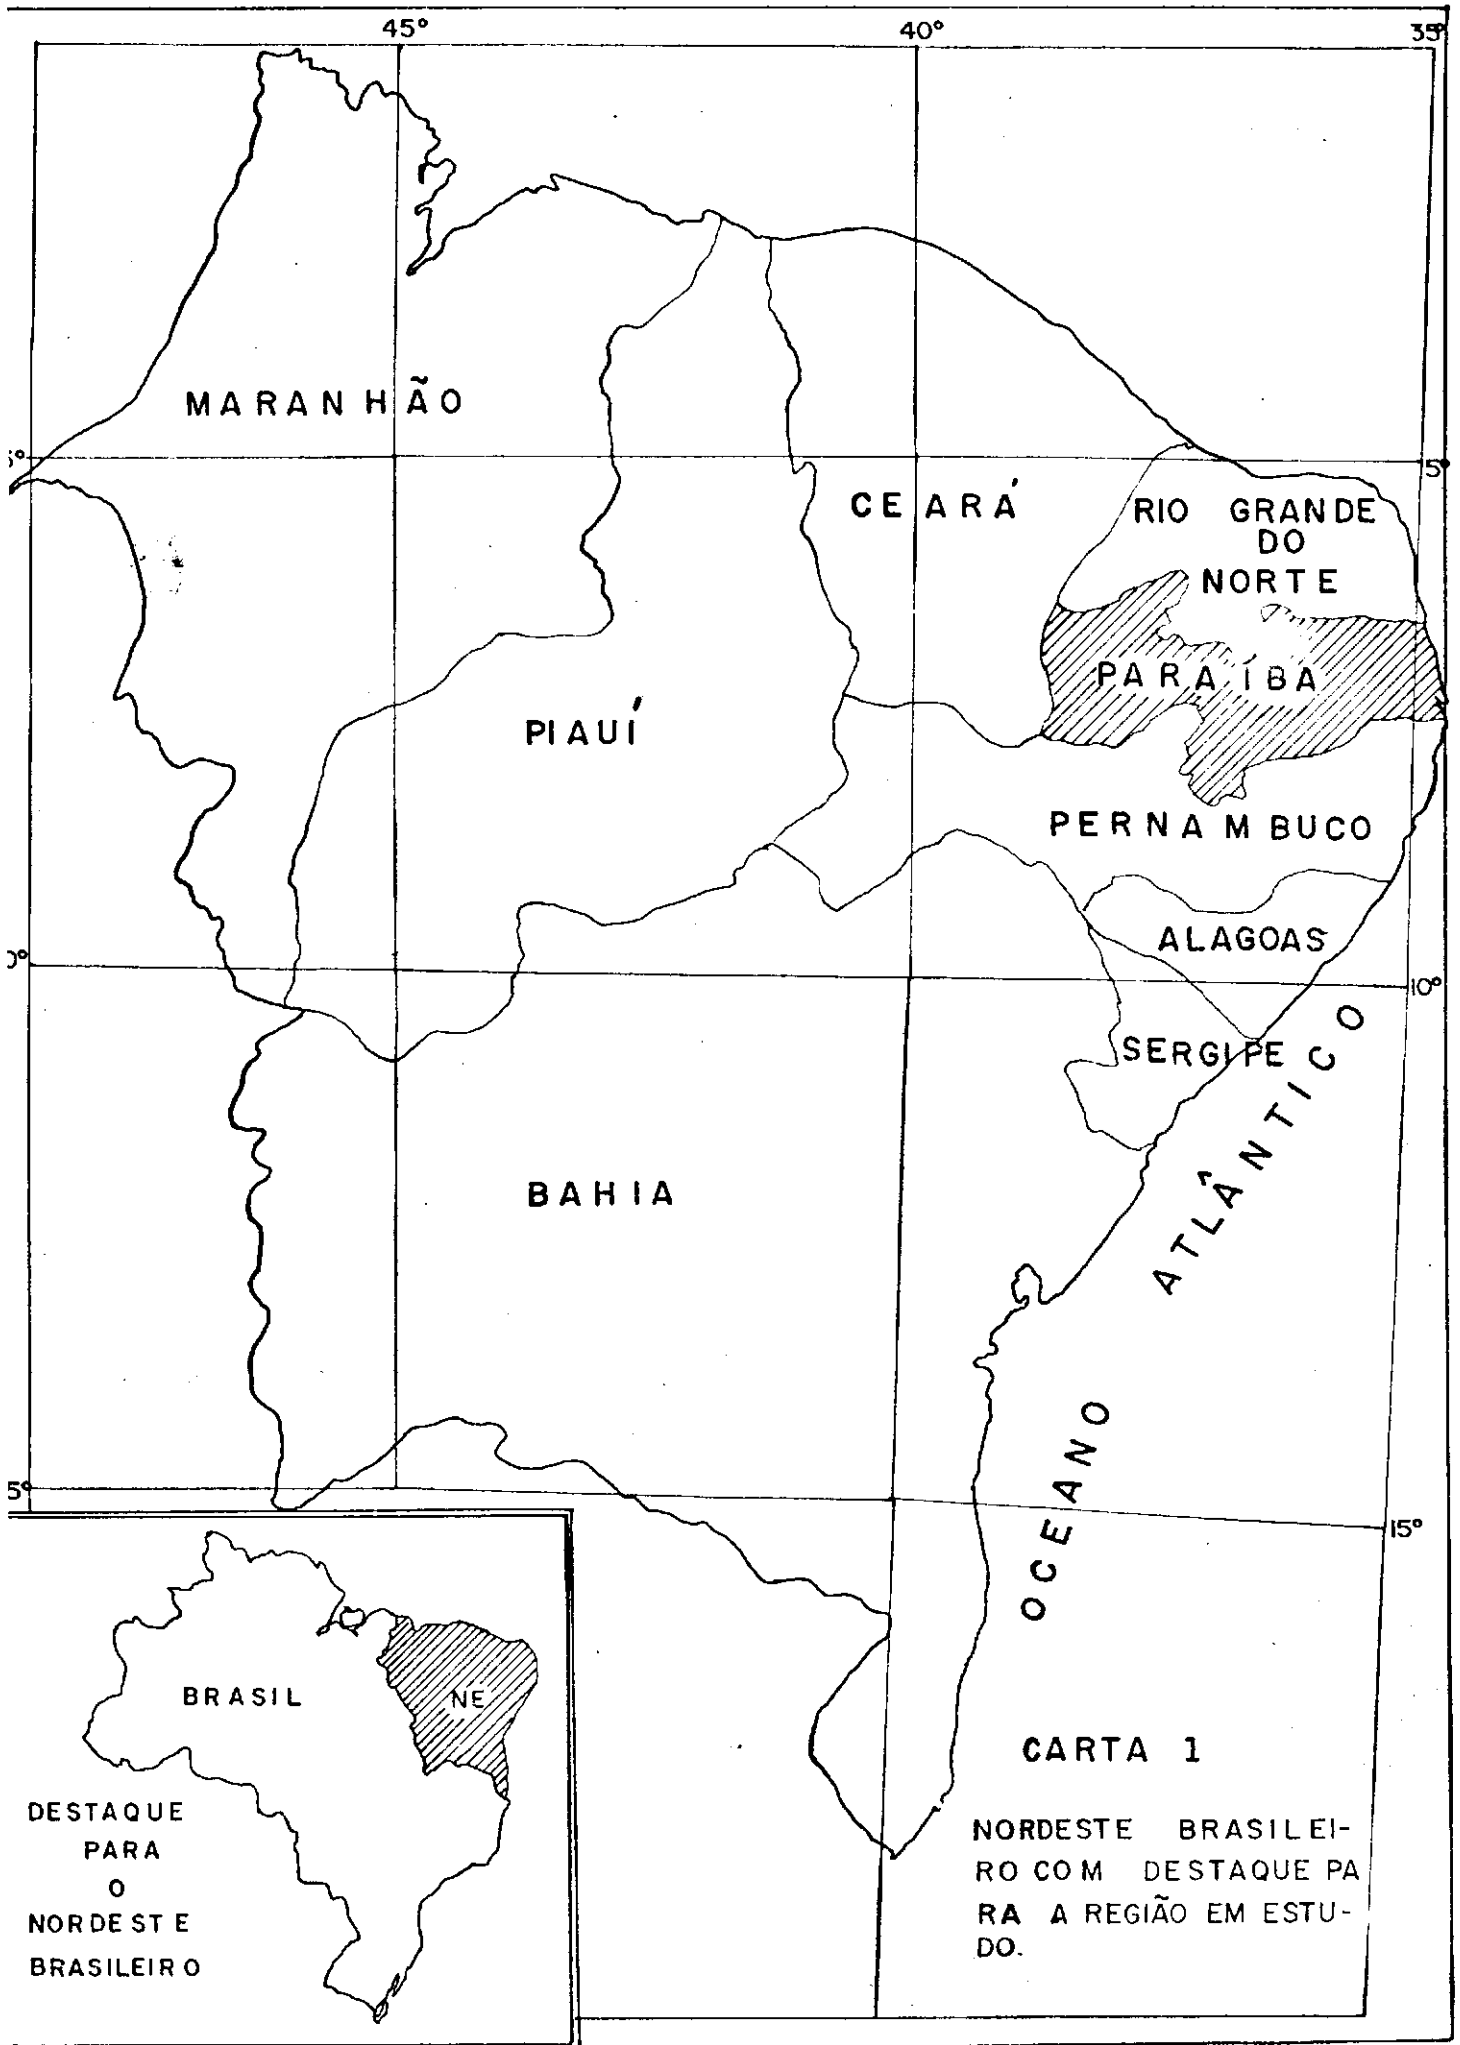 45° 40° 35°
MARANHÃO
5° 5°
CEARÁ
RIO GRANDE
DO
NORTE
PARAÍBA
PIAUÍ
PERNAMBUCO
ALAGOAS
0° 10°
SERGIPE
BAHIA
OCEANO ATLÂNTICO
5° 15°
BRASIL
NE
DESTAQUE
PARA
O
NORDESTE
BRASILEIRO
CARTA 1
NORDESTE BRASILEI-
RO COM DESTAQUE PA
RA A REGIÃO EM ESTU-
DO.